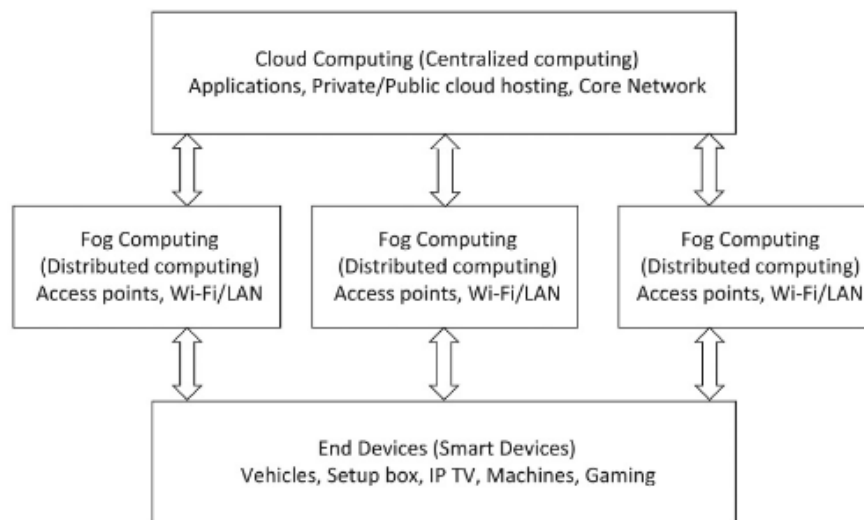 Cloud Computing (Centralized computing)
Applications, Private/Public cloud hosting, Core Network
Fog Computing
(Distributed computing)
Access points, Wi-Fi/LAN
Fog Computing
(Distributed computing)
Access points, Wi-Fi/LAN
Fog Computing
(Distributed computing)
Access points, Wi-Fi/LAN
End Devices (Smart Devices)
Vehicles, Setup box, IP TV, Machines, Gaming